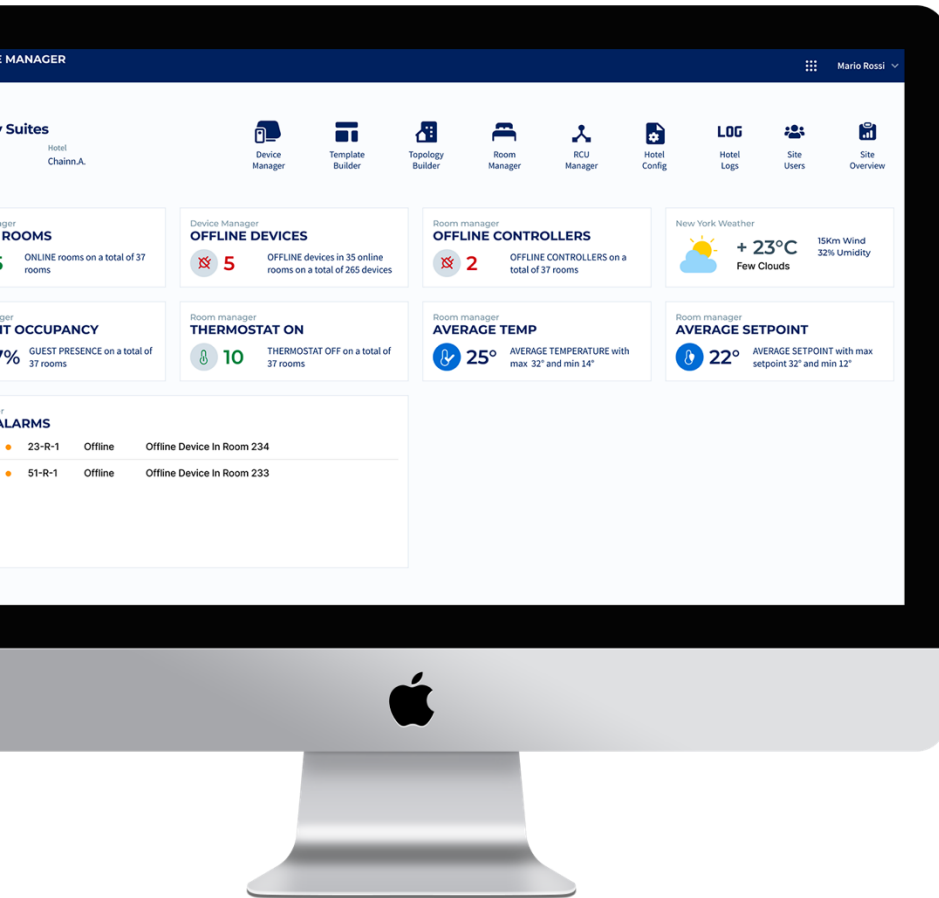 E MANAGER
Mario Rossi
y Suites
Hotel
Chainn.A.
Device
Manager
Template
Builder
Topology
Builder
Room
Manager
RCU
Manager
Hotel
Config
LOG
Hotel
Logs
Site
Users
Site
Overview
ager
ROOMS
ONLINE rooms on a total of 37
rooms
Device Manager
OFFLINE DEVICES
5
OFFLINE devices in 35 online
rooms on a total of 265 devices
Room manager
OFFLINE CONTROLLERS
2
OFFLINE CONTROLLERS on a
total of 37 rooms
New York Weather
+ 23°C
Few Clouds
15Km Wind
32% Umidity
ager
T OCCUPANCY
7%
GUEST PRESENCE on a total of
37 rooms
Room manager
THERMOSTAT ON
10
THERMOSTAT OFF on a total of
37 rooms
Room manager
AVERAGE TEMP
25°
AVERAGE TEMPERATURE with
max 32° and min 14°
Room manager
AVERAGE SETPOINT
22°
AVERAGE SETPOINT with max
setpoint 32° and min 12°
r
ALARMS
23-R-1 Offline Offline Device In Room 234
51-R-1 Offline Offline Device In Room 233